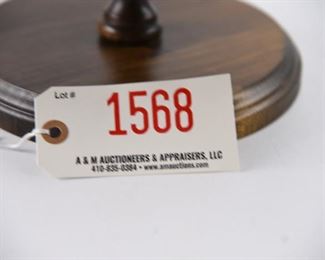 Lot #
1568
A & M AUCTIONEERS & APPRAISERS, LLC
410-835-0384 • www.amauctions.com